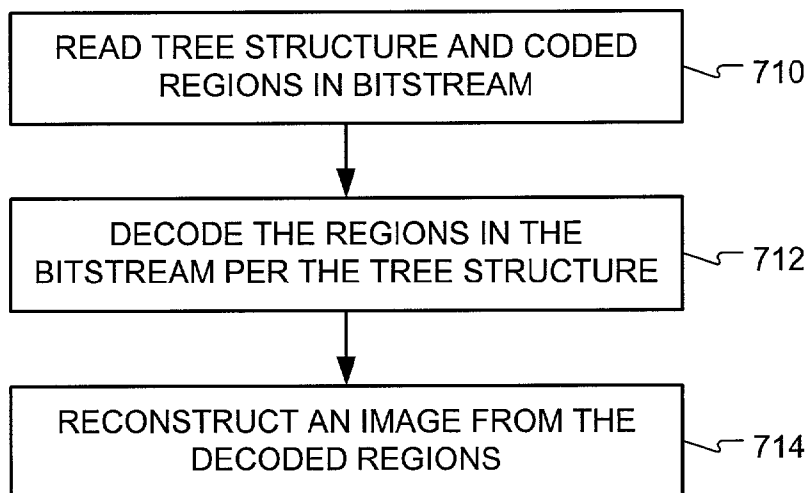 READ TREE STRUCTURE AND CODED
REGIONS IN BITSTREAM
710
DECODE THE REGIONS IN THE
BITSTREAM PER THE TREE STRUCTURE
712
RECONSTRUCT AN IMAGE FROM THE
DECODED REGIONS
714